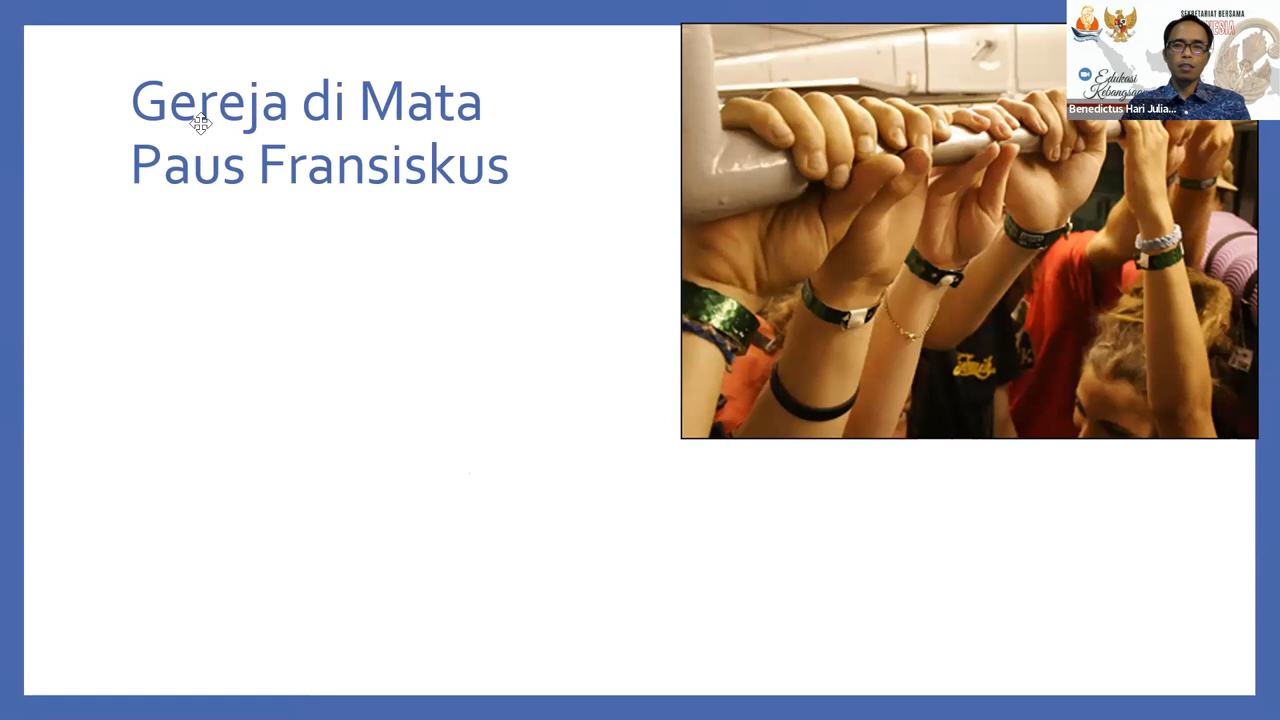 Gereja di Mata
Paus Fransiskus
SEKRETARIAT BERSAMA
Edukasi
Benedictus Hari Julia...